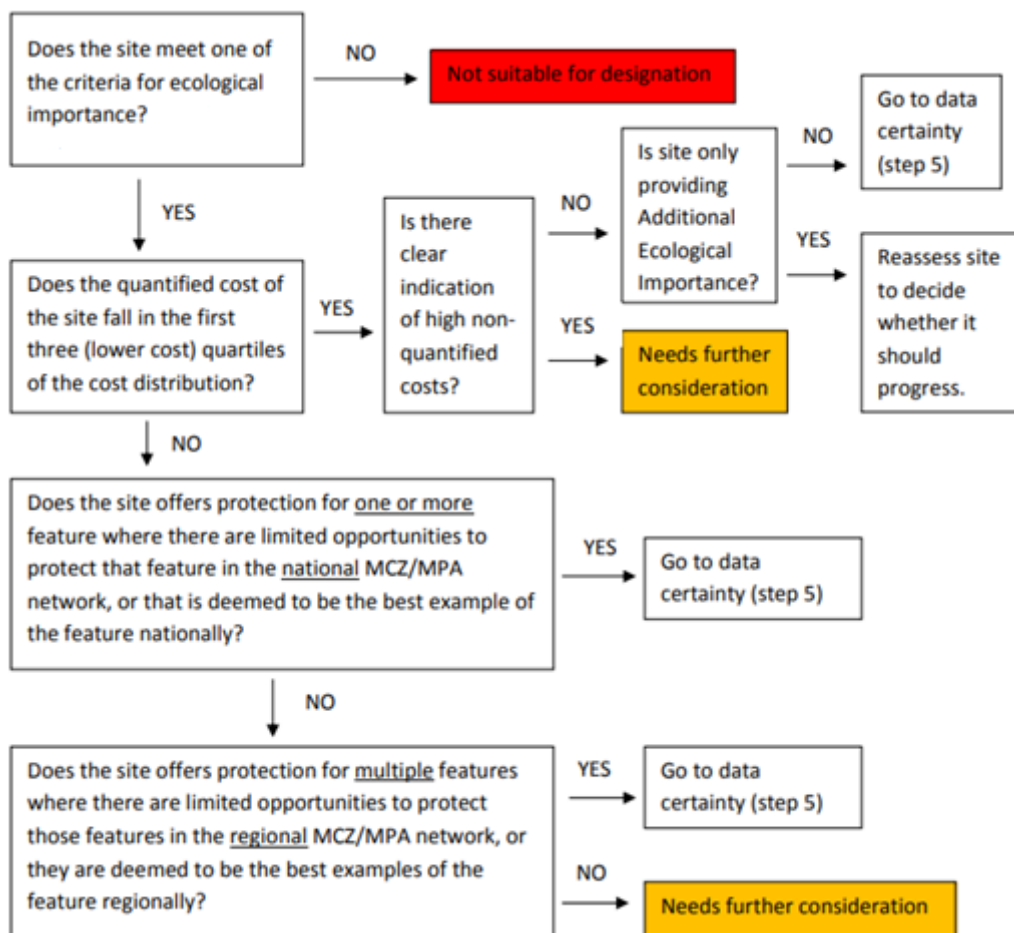 Does the site meet one of
the criteria for ecological
importance?
NO
Not suitable for designation
YES
Does the quantified cost of
the site fall in the first
three (lower cost) quartiles
of the cost distribution?
YES
Is there
clear
indication
of high non-
quantified
costs?
NO
Is site only
providing
Additional
Ecological
Importance?
NO
Go to data
certainty
(step 5)
YES
Reassess site
to decide
whether it
should
progress.
YES
Needs further
consideration
NO
Does the site offers protection for one or more
feature where there are limited opportunities to
protect that feature in the national MCZ/MPA
network, or that is deemed to be the best example of
the feature nationally?
YES
Go to data
certainty (step 5)
NO
Does the site offers protection for multiple features
where there are limited opportunities to protect
those features in the regional MCZ/MPA network, or
they are deemed to be the best examples of the
feature regionally?
YES
Go to data
certainty (step 5)
NO
Needs further consideration